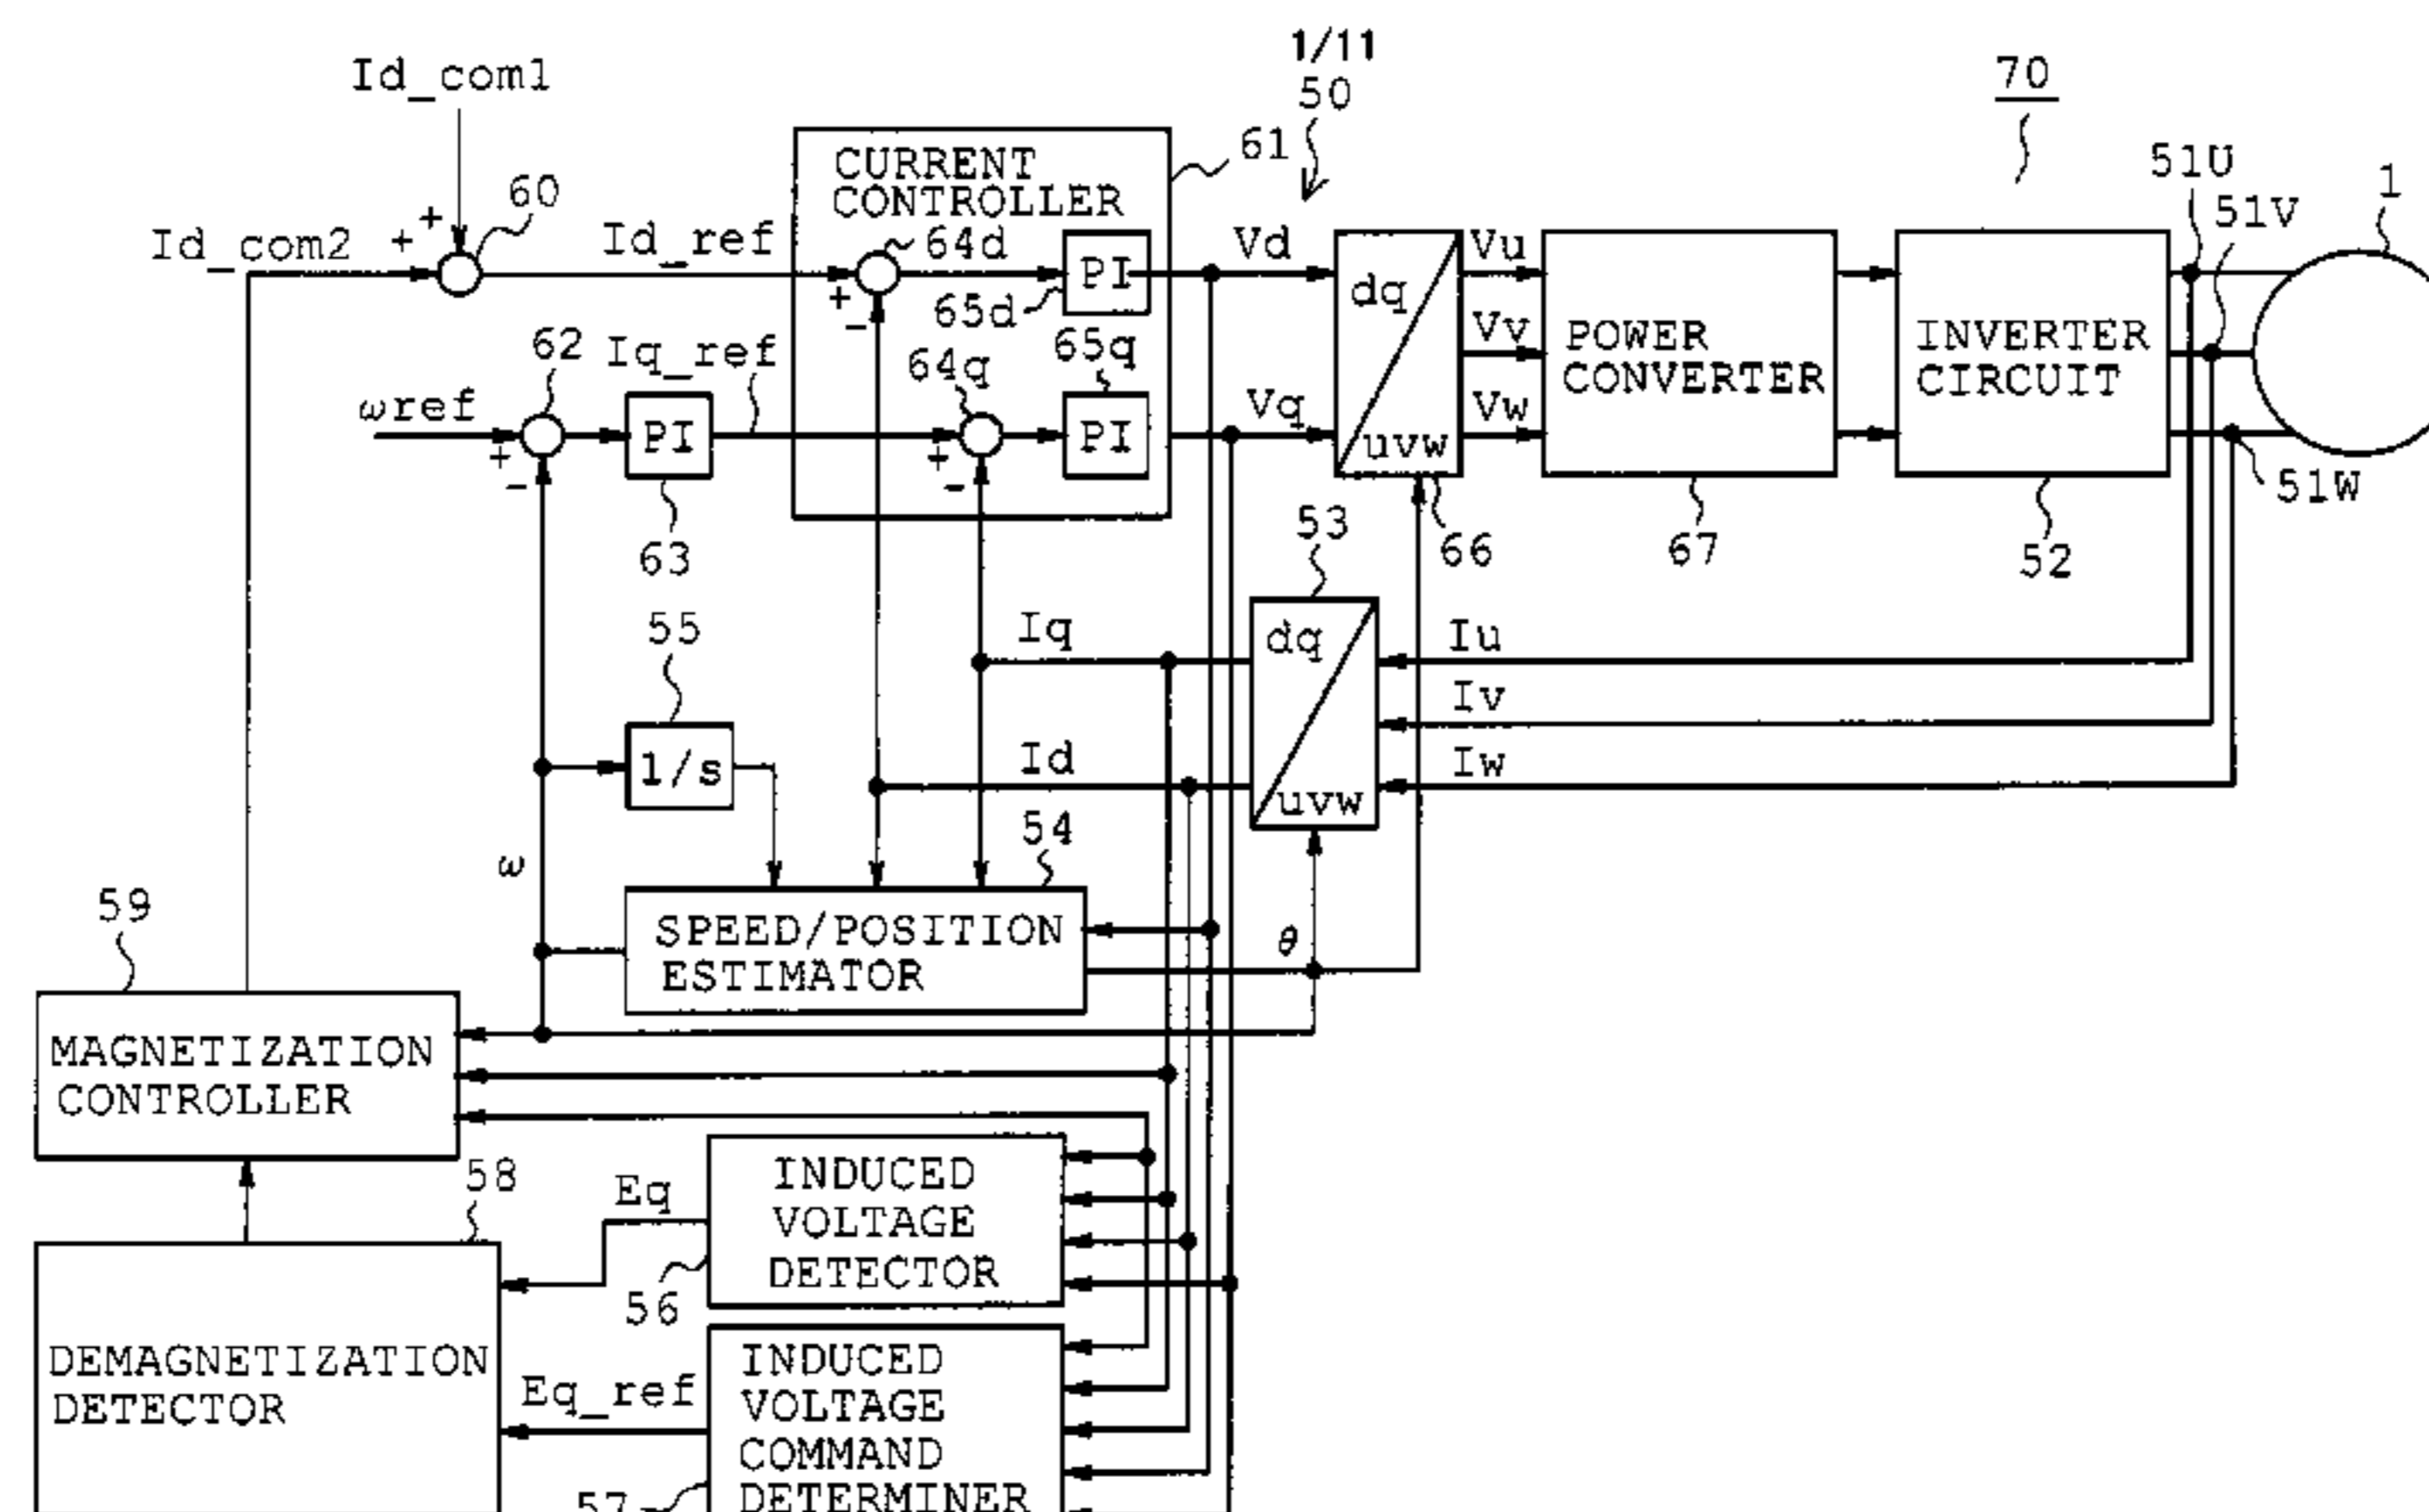 1/11
Id_com1
50
70
CURRENT
CONTROLLER
61
51U
1
60
51V
Id_com2
+
+
Id_ref
64d
Vd
Vu
dq
PI
+
-
65d
62
Iq_ref
64q
65q
Vv
POWER
CONVERTER
INVERTER
CIRCUIT
ωref
Vq
Vw
PI
PI
uvw
+
-
+
-
51W
63
53
66
67
52
55
Iq
dq
Iu
Iv
1/s
Id
Iw
uvw
54
ω
59
SPEED/POSITION
ESTIMATOR
θ
MAGNETIZATION
CONTROLLER
58
Eq
INDUCED
VOLTAGE
DETECTOR
56
DEMAGNETIZATION
DETECTOR
Eq_ref
INDUCED
VOLTAGE
COMMAND
DETERMINER
57